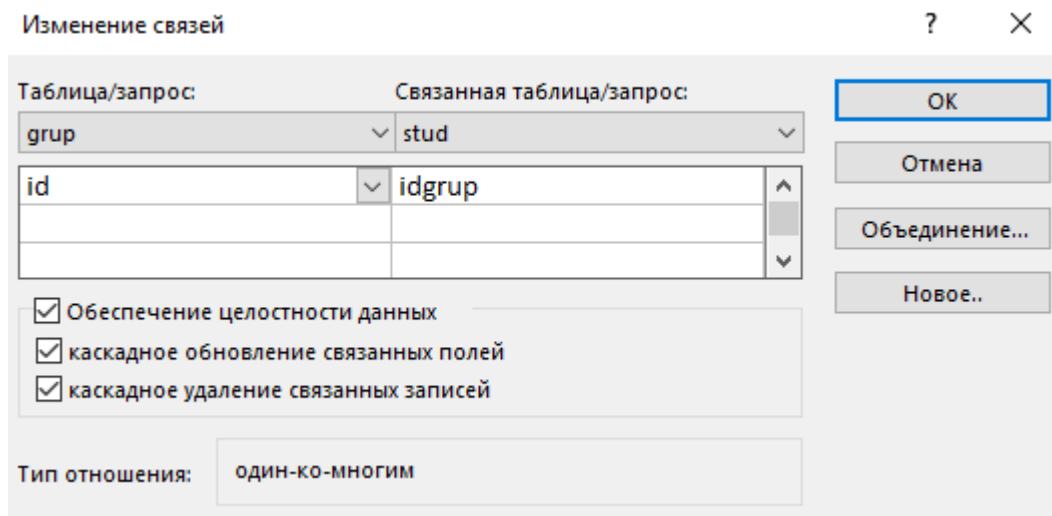 Изменение связей ?
Таблица/запрос: Связанная таблица/запрос:
grup stud
id idgrup
Обеспечение целостности данных
каскадное обновление связанных полей
каскадное удаление связанных записей
Тип отношения: один-ко-многим
ОК
Отмена
Объединение...
Новое..